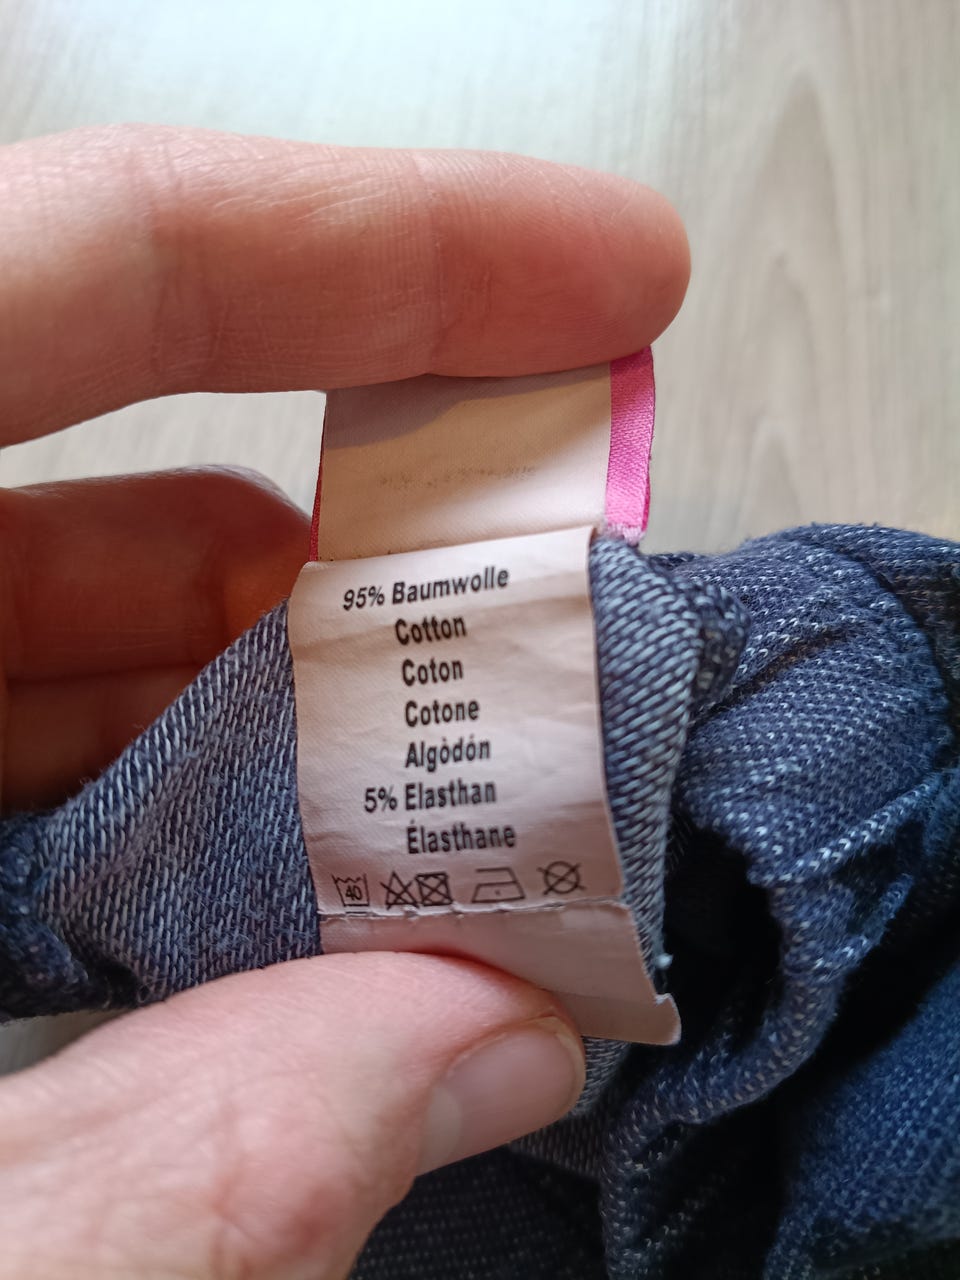 95% Baumwolle
Cotton
Coton
Cotone
Algòdón
5% Elasthan
Élasthane
40